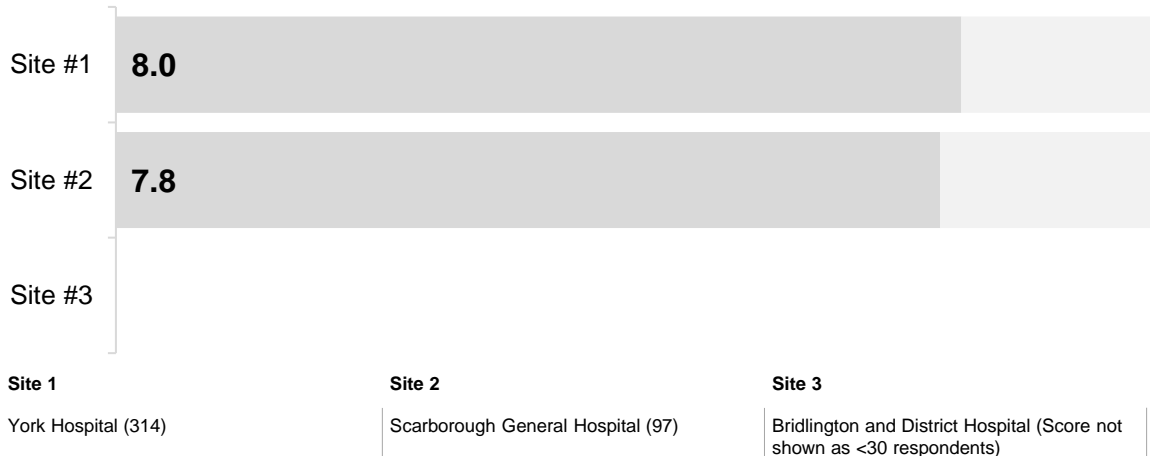 Site #1
8.0
Site #2
7.8
Site #3
Site 1
Site 2
Site 3
York Hospital (314)
Scarborough General Hospital (97)
Bridlington and District Hospital (Score not
shown as <30 respondents)